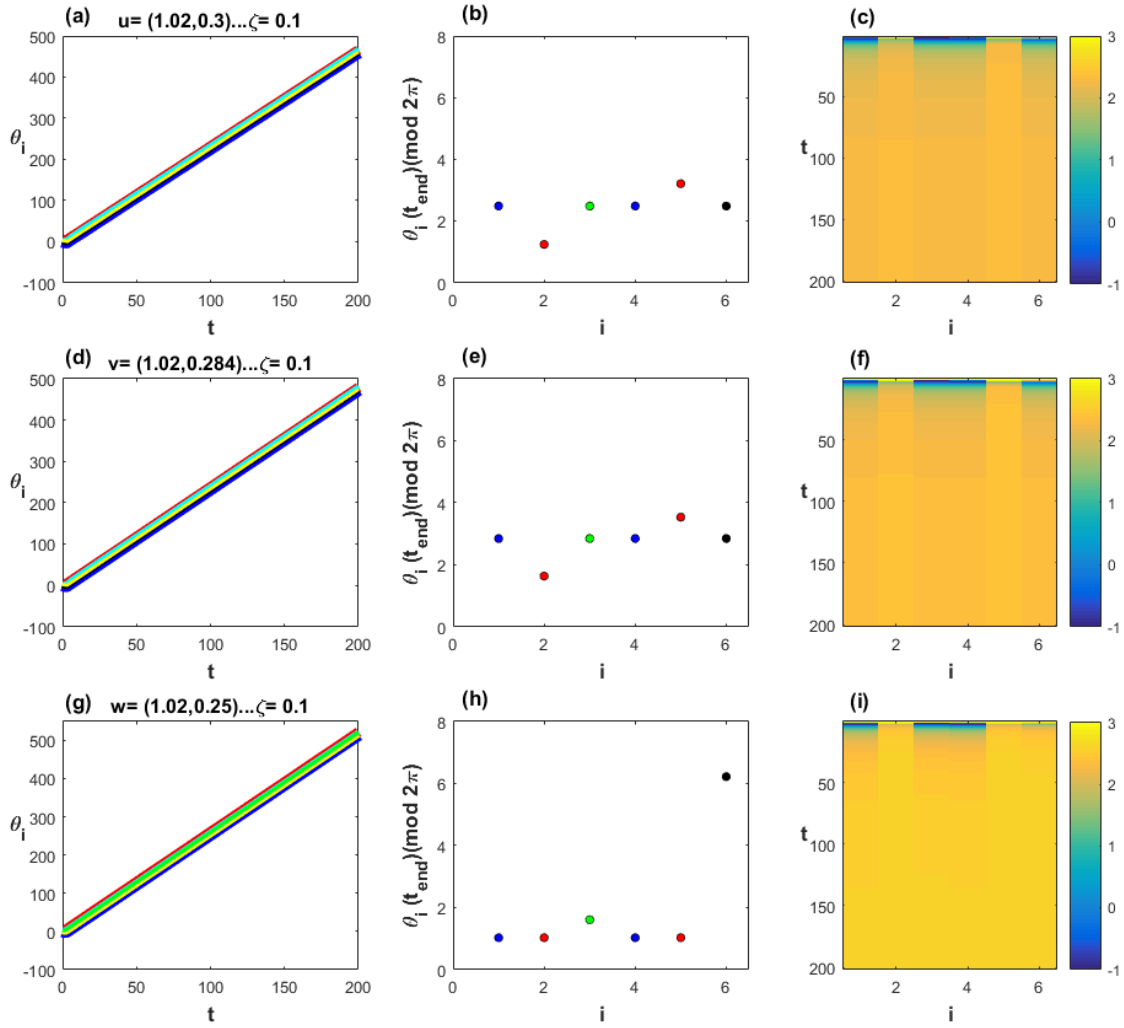 (a) u= (1.02,0.3)...ζ= 0.1
500
400
300
200
100
0
-100
θi
0 50 100 150 200
t
(b)
8
6
4
2
0
θi (tend)(mod 2π)
0 2 4 6
i
(c)
50
100
150
200
t
2 4 6
i
3
2
1
0
-1
(d) v= (1.02,0.284)...ζ= 0.1
500
400
300
200
100
0
-100
θi
0 50 100 150 200
t
(e)
8
6
4
2
0
θi (tend)(mod 2π)
0 2 4 6
i
(f)
50
100
150
200
t
2 4 6
i
3
2
1
0
-1
(g) w= (1.02,0.25)...ζ= 0.1
500
400
300
200
100
0
-100
θi
0 50 100 150 200
t
(h)
8
6
4
2
0
θi (tend)(mod 2π)
0 2 4 6
i
(i)
50
100
150
200
t
2 4 6
i
3
2
1
0
-1